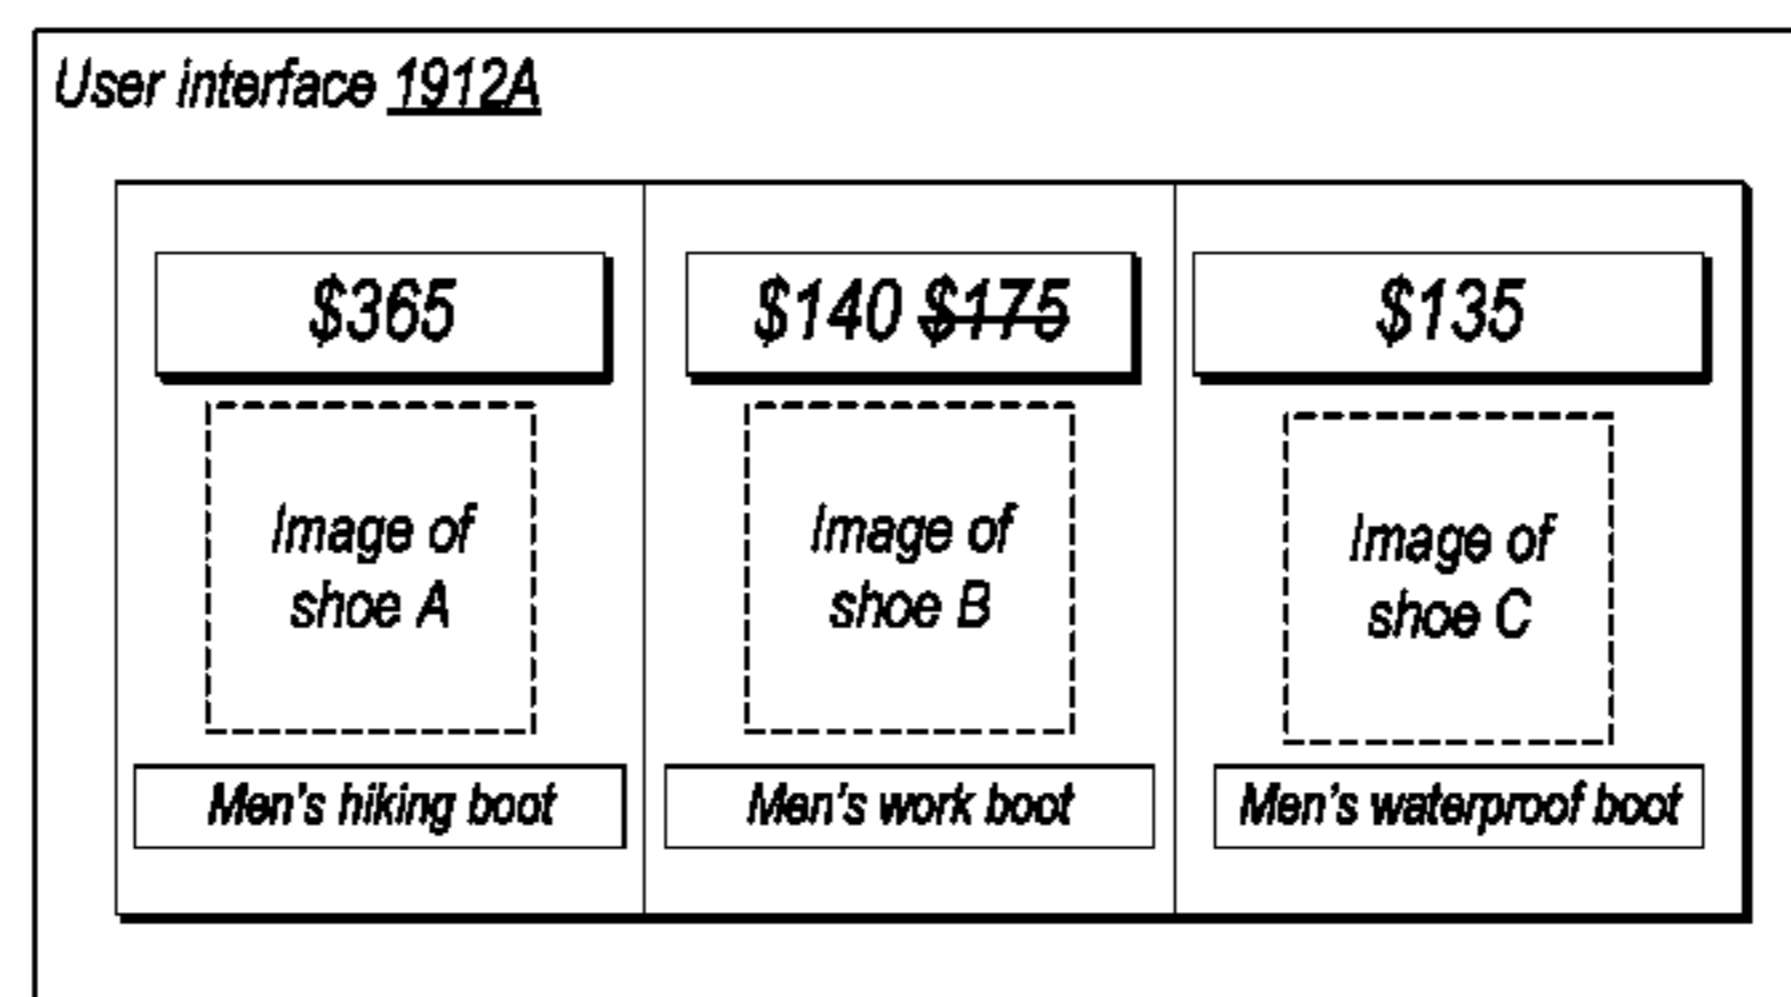 User interface 1912A
$365
$140 $175
$135
Image of
shoe A
Image of
shoe B
Image of
shoe C
Men's hiking boot
Men's work boot
Men's waterproof boot